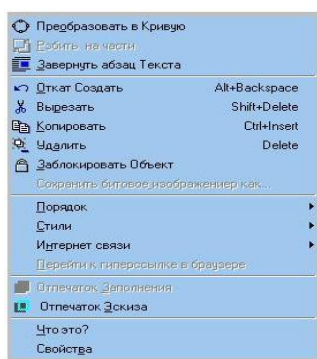 Преобразовать в Кривую
Робить на части
Завернуть абзац Текста
Откат Создать Alt+Backspace
Вырезать Shift+Delete
Копировать Ctrl+Insert
Удалить Delete
Заблокировать Объект
Сохранить битовое изображениер как...
Порядок
Стили
Интернет связи
Перейти к гиперссылке в браузере
Отпечаток Заполнения
Отпечаток Эскиза
Что это?
Свойства